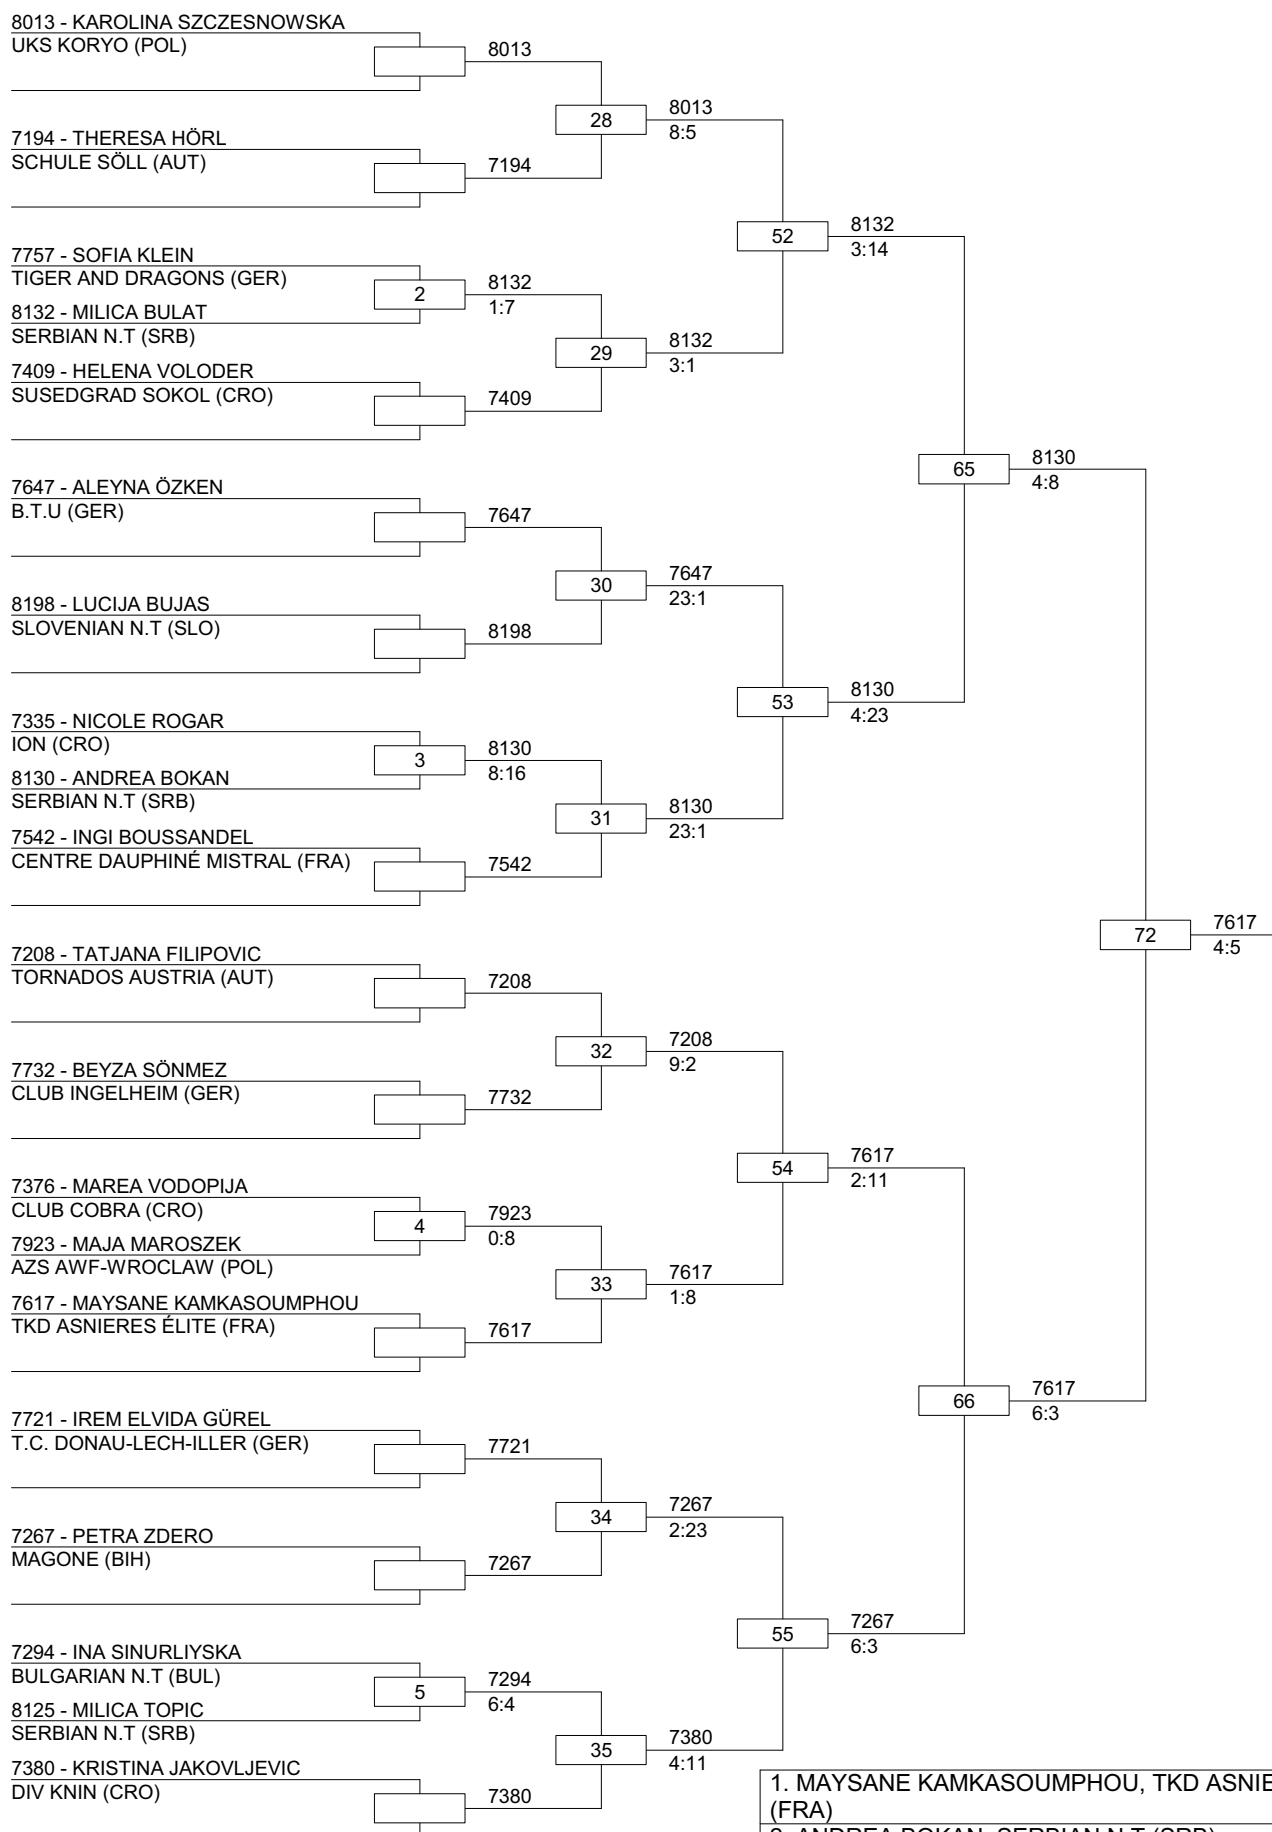 8013 - KAROLINA SZCZESNOWSKA
UKS KORYO (POL)
8013
28
8013
8:5
7194 - THERESA HÖRL
SCHULE SÖLL (AUT)
7194
52
8132
3:14
7757 - SOFIA KLEIN
TIGER AND DRAGONS (GER)
2
8132
1:7
8132 - MILICA BULAT
SERBIAN N.T (SRB)
29
8132
3:1
7409 - HELENA VOLODER
SUSEDGRAD SOKOL (CRO)
7409
65
8130
4:8
7647 - ALEYNA ÖZKEN
B.T.U (GER)
7647
30
7647
23:1
8198 - LUCIJA BUJAS
SLOVENIAN N.T (SLO)
8198
53
8130
4:23
7335 - NICOLE ROGAR
ION (CRO)
3
8130
8:16
8130 - ANDREA BOKAN
SERBIAN N.T (SRB)
31
8130
23:1
7542 - INGI BOUSSANDEL
CENTRE DAUPHINÉ MISTRAL (FRA)
7542
72
7617
4:5
7208 - TATJANA FILIPOVIC
TORNADOS AUSTRIA (AUT)
7208
32
7208
9:2
7732 - BEYZA SÖNMEZ
CLUB INGELHEIM (GER)
7732
54
7617
2:11
7376 - MAREA VODOPIJA
CLUB COBRA (CRO)
4
7923
0:8
7923 - MAJA MAROSZEK
AZS AWF-WROCLAW (POL)
33
7617
1:8
7617 - MAYSANE KAMKASOUMPHOU
TKD ASNIERES ÉLITE (FRA)
7617
66
7617
6:3
7721 - IREM ELVIDA GÜREL
T.C. DONAU-LECH-ILLER (GER)
7721
34
7267
2:23
7267 - PETRA ZDERO
MAGONE (BIH)
7267
55
7267
6:3
7294 - INA SINURLIYSKA
BULGARIAN N.T (BUL)
5
7294
6:4
8125 - MILICA TOPIC
SERBIAN N.T (SRB)
35
7380
4:11
7380 - KRISTINA JAKOVLJEVIC
DIV KNIN (CRO)
7380
1. MAYSANE KAMKASOUMPHOU, TKD
(FRA)
ANDREA BOKAN, SERBIAN N.T (SRB)